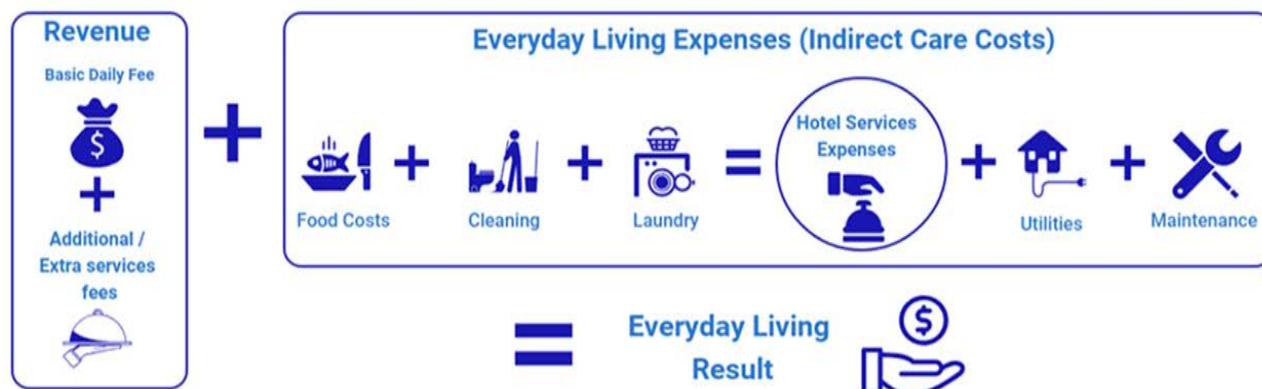 Revenue
Basic Daily Fee
$
+
Additional /
Extra services
fees
+
Everyday Living Expenses (Indirect Care Costs)
Food Costs
+
Cleaning
+
Laundry
=
Hotel Services
Expenses
+
Utilities
+
Maintenance
=
Everyday Living
Result
$